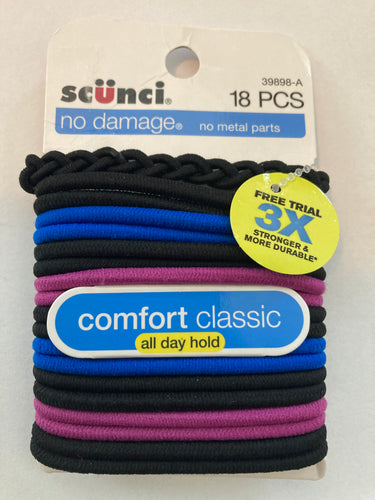 39898-A
scünci®
18 PCS
no damage® no metal parts
FREE TRIAL
3X
STRONGER &
MORE DURABLE*
comfort classic
all day hold